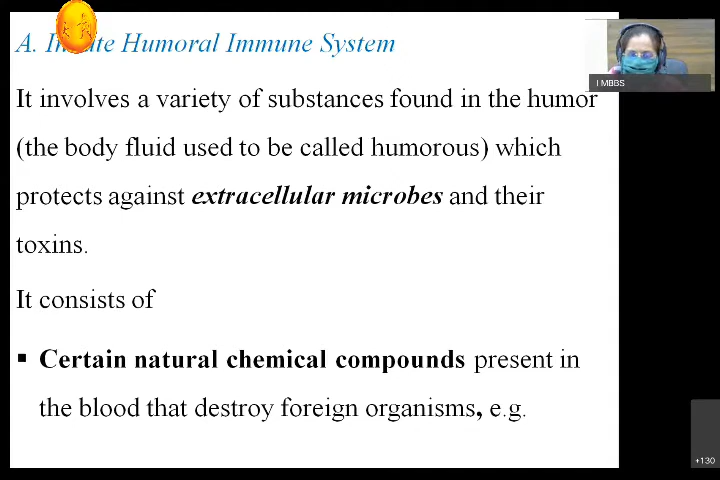 A. Innate Humoral Immune System
I MBBS
It involves a variety of substances found in the humor
(the body fluid used to be called humorous) which
protects against extracellular microbes and their
toxins.
It consists of
▪ Certain natural chemical compounds present in
the blood that destroy foreign organisms, e.g.
+130